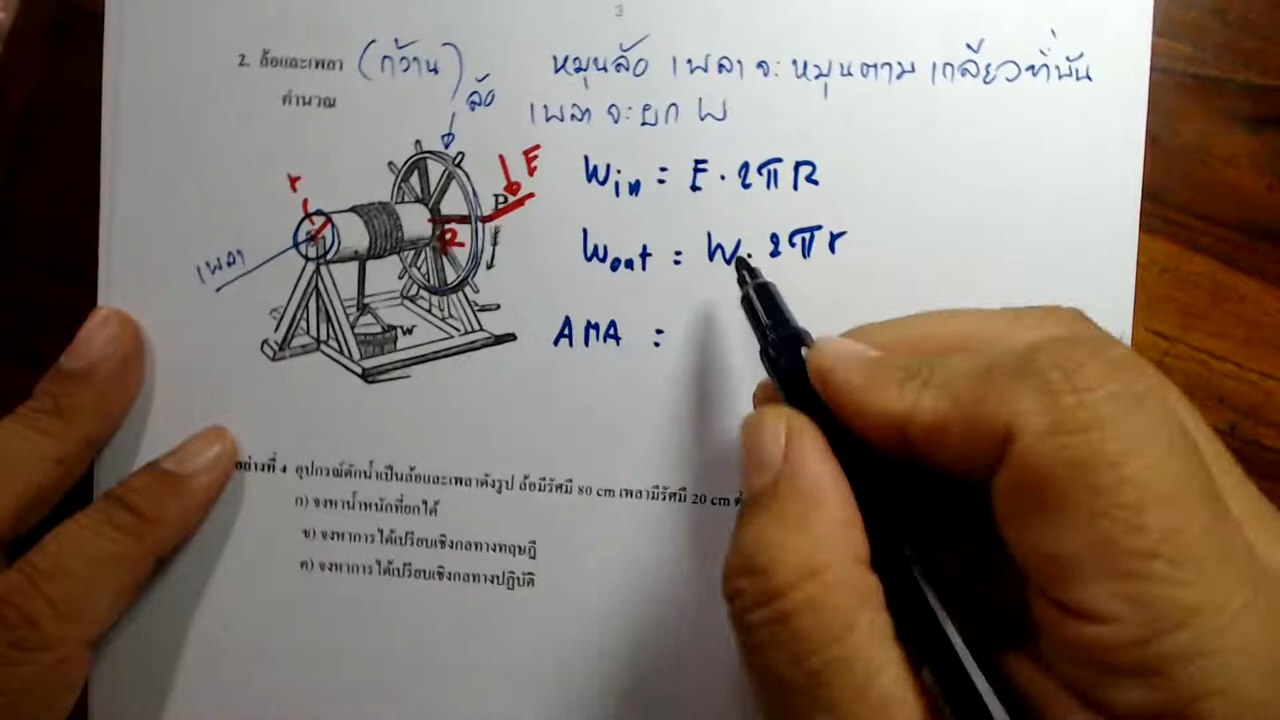 3
2. ล้อและเพลา (กว้าน) หมุนล้อ เพลาจะหมุนตาม เกลียวที่พัน
คำนวณ ล้อ เพลาจะยก W
r E
P W in = E · 2πR
R
เพลา W out = W · 2πr
W AMA =
อย่างที่ 4 อุปกรณ์ตักน้ำเป็นล้อและเพลาดังรูป ล้อมีรัศมี 80 cm เพลามีรัศมี 20 cm
ก) จงหาน้ำหนักที่ยกได้
ข) จงหาการได้เปรียบเชิงกลทางทฤษฎี
ค) จงหาการได้เปรียบเชิงกลทางปฏิบัติ